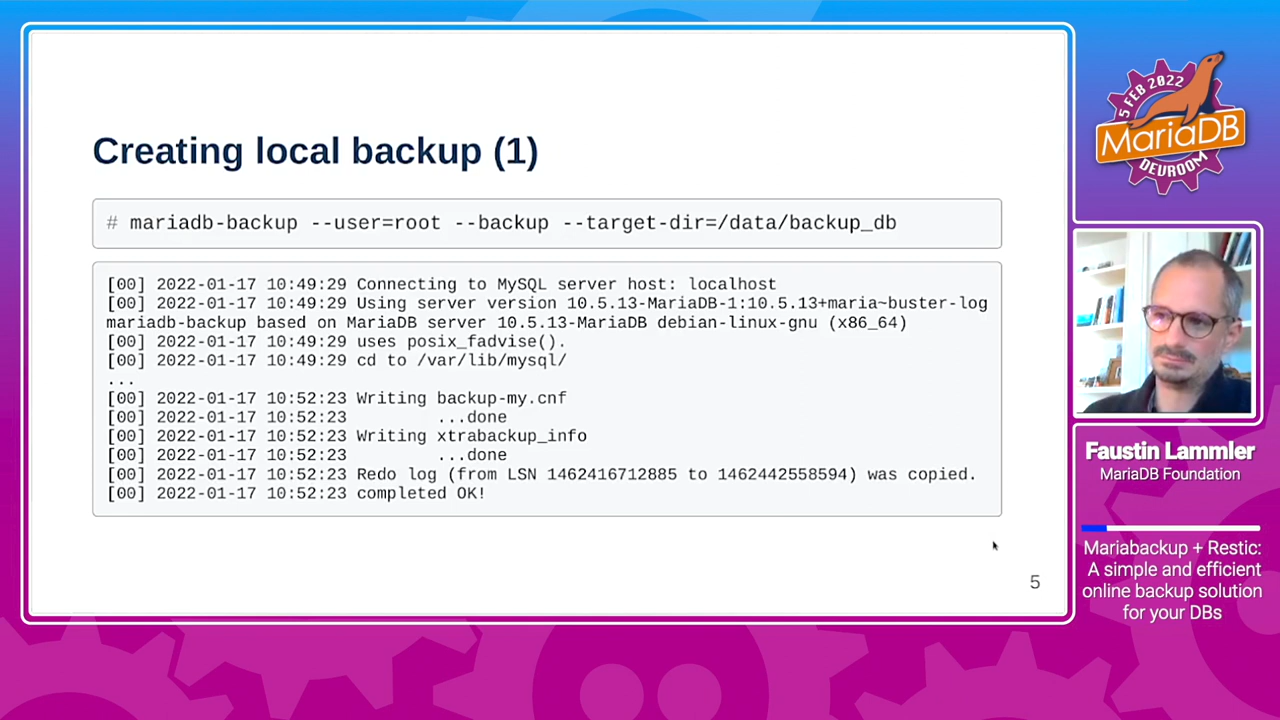 Creating local backup (1)
# mariadb-backup --user=root --backup --target-dir=/data/backup_db
[00] 2022-01-17 10:49:29 Connecting to MySQL server host: localhost
[00] 2022-01-17 10:49:29 Using server version 10.5.13-MariaDB-1:10.5.13+maria~buster-log
mariadb-backup based on MariaDB server 10.5.13-MariaDB debian-linux-gnu (x86_64)
[00] 2022-01-17 10:49:29 uses posix_fadvise().
[00] 2022-01-17 10:49:29 cd to /var/lib/mysql/
...
[00] 2022-01-17 10:52:23 Writing backup-my.cnf
[00] 2022-01-17 10:52:23         ...done
[00] 2022-01-17 10:52:23 Writing xtrabackup_info
[00] 2022-01-17 10:52:23         ...done
[00] 2022-01-17 10:52:23 Redo log (from LSN 1462416712885 to 1462442558594) was copied.
[00] 2022-01-17 10:52:23 completed OK!
5
5 FEB 2022
MariaDB
DEVROOM
Faustin Lammler
MariaDB Foundation
Mariabackup + Restic:
A simple and efficient
online backup solution
for your DBs